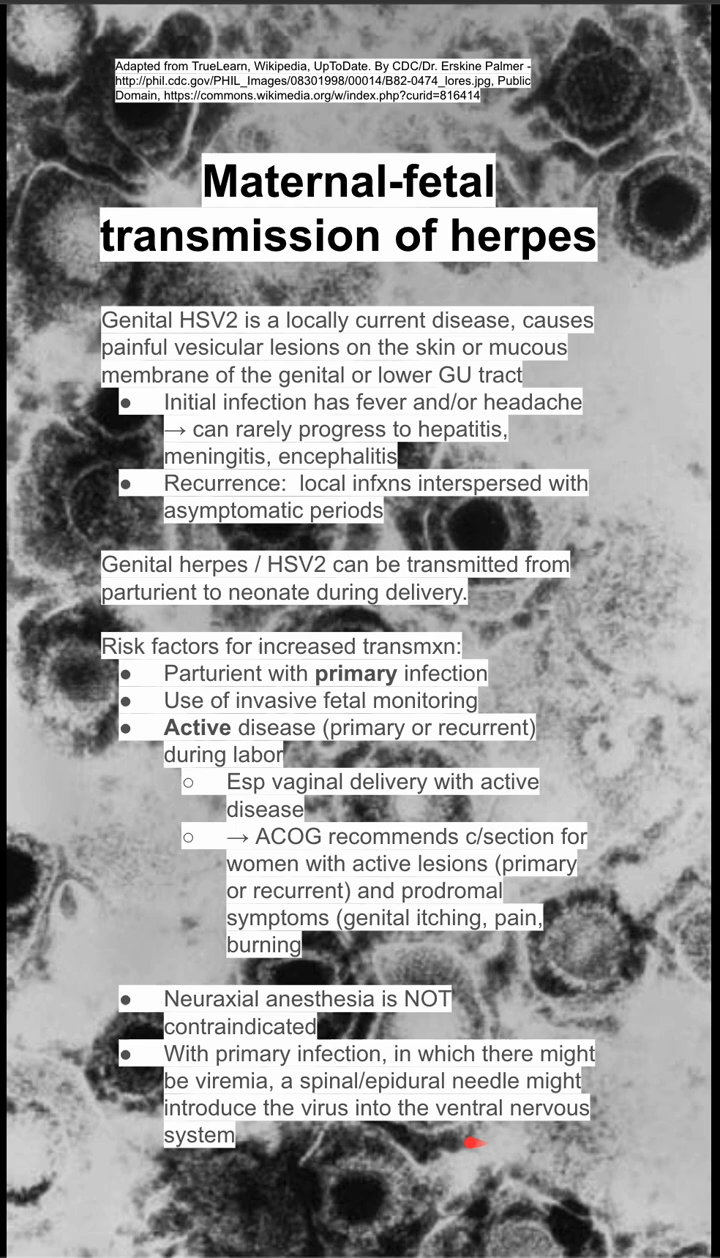 Adapted from TrueLearn, Wikipedia, UpToDate. By CDC/Dr. Erskine Palmer -
http://phil.cdc.gov/PHIL_Images/08301998/00014/B82-0474_lores.jpg, Public
Domain, https://commons.wikimedia.org/w/index.php?curid=816414
Maternal-fetal
transmission of herpes
Genital HSV2 is a locally current disease, causes
painful vesicular lesions on the skin or mucous
membrane of the genital or lower GU tract
● Initial infection has fever and/or headache
→ can rarely progress to hepatitis,
meningitis, encephalitis
● Recurrence: local infxns interspersed with
asymptomatic periods
Genital herpes / HSV2 can be transmitted from
parturient to neonate during delivery.
Risk factors for increased transmxn:
● Parturient with primary infection
● Use of invasive fetal monitoring
● Active disease (primary or recurrent)
during labor
○ Esp vaginal delivery with active
disease
○ → ACOG recommends c/section for
women with active lesions (primary
or recurrent) and prodromal
symptoms (genital itching, pain,
burning
● Neuraxial anesthesia is NOT
contraindicated
● With primary infection, in which there might
be viremia, a spinal/epidural needle might
introduce the virus into the ventral nervous
system